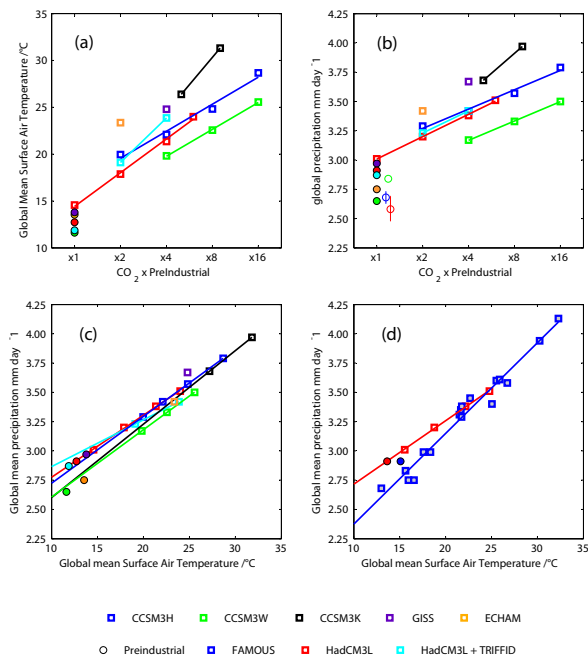 (a)
Global Mean Surface Air Temperature /°C
35
30
25
20
15
10
x1 x2 x4 x8 x16
CO 2 x PreIndustrial
(b)
global precipitation mm day ⁻1
4.25
4.00
3.75
3.50
3.25
3.00
2.75
2.50
2.25
x1 x2 x4 x8 x16
CO 2 x PreIndustrial
(c)
Global mean precipitation mm day ⁻1
4.25
4.00
3.75
3.50
3.25
3.00
2.75
2.50
2.25
10 15 20 25 30 35
Global mean Surface Air Temperature /°C
(d)
Global mean precipitation mm day ⁻1
4.25
4.00
3.75
3.50
3.25
3.00
2.75
2.50
2.25
10 15 20 25 30 35
Global mean Surface Air Temperature /°C
CCSM3H CCSM3W CCSM3K GISS ECHAM
Preindustrial FAMOUS HadCM3L HadCM3L + TRIFFID